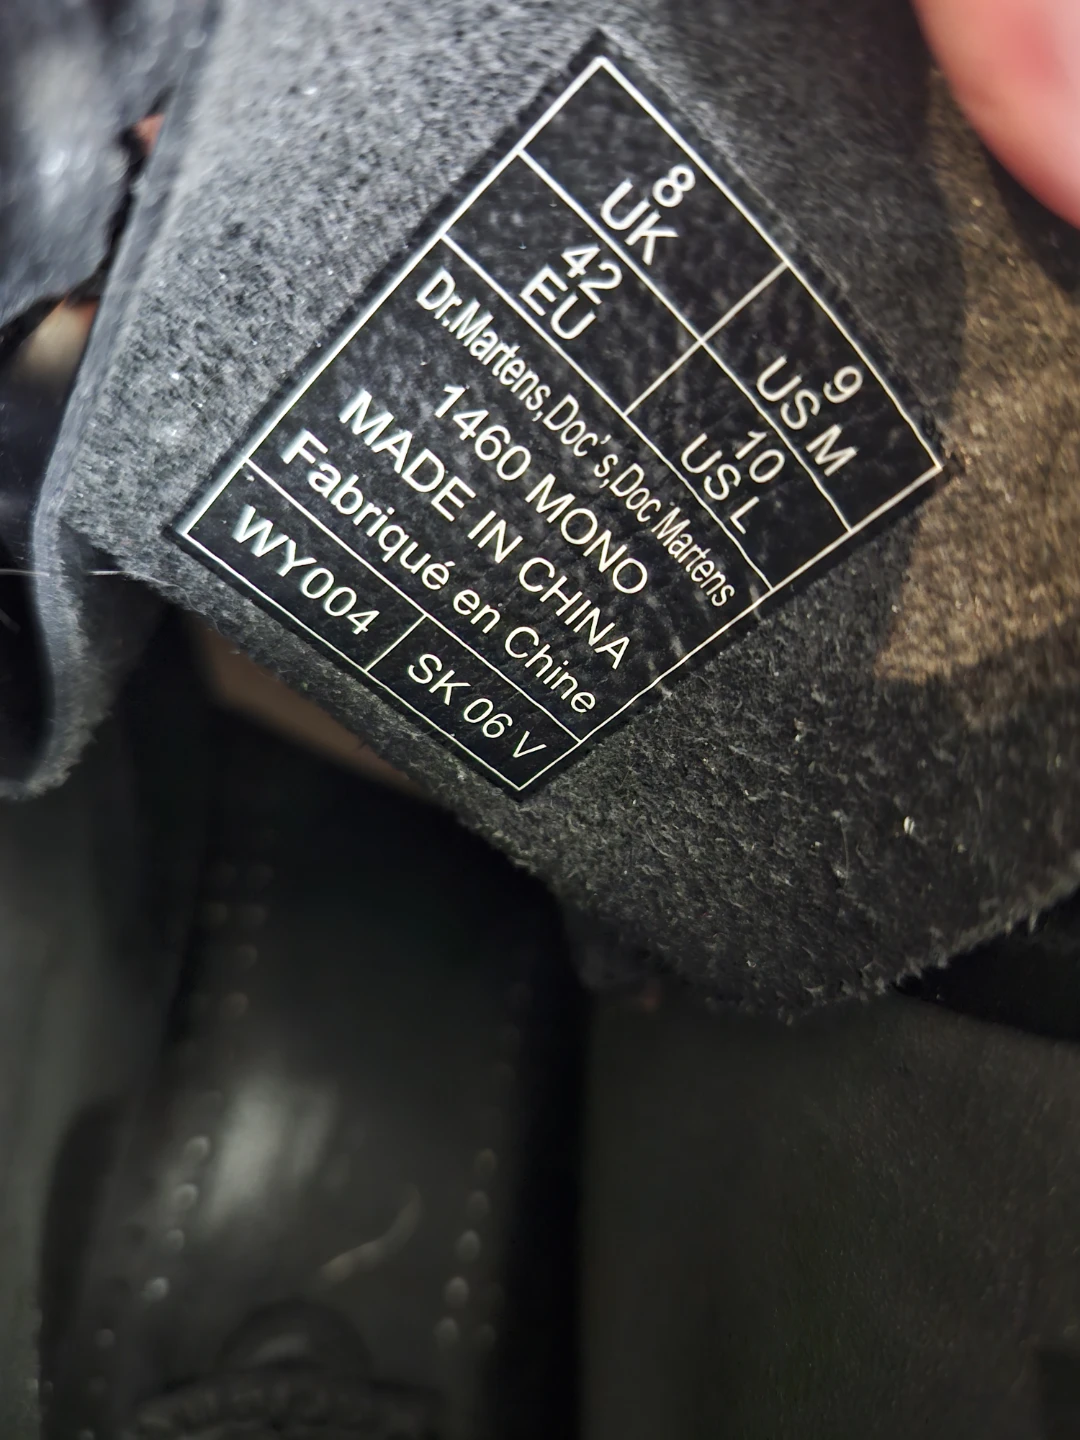 8
UK
9
US M
42
EU
10
US L
Dr.Martens,Doc's,Doc Martens
1460 MONO
MADE IN CHINA
Fabriqué en Chine
WY004
SK 06 V